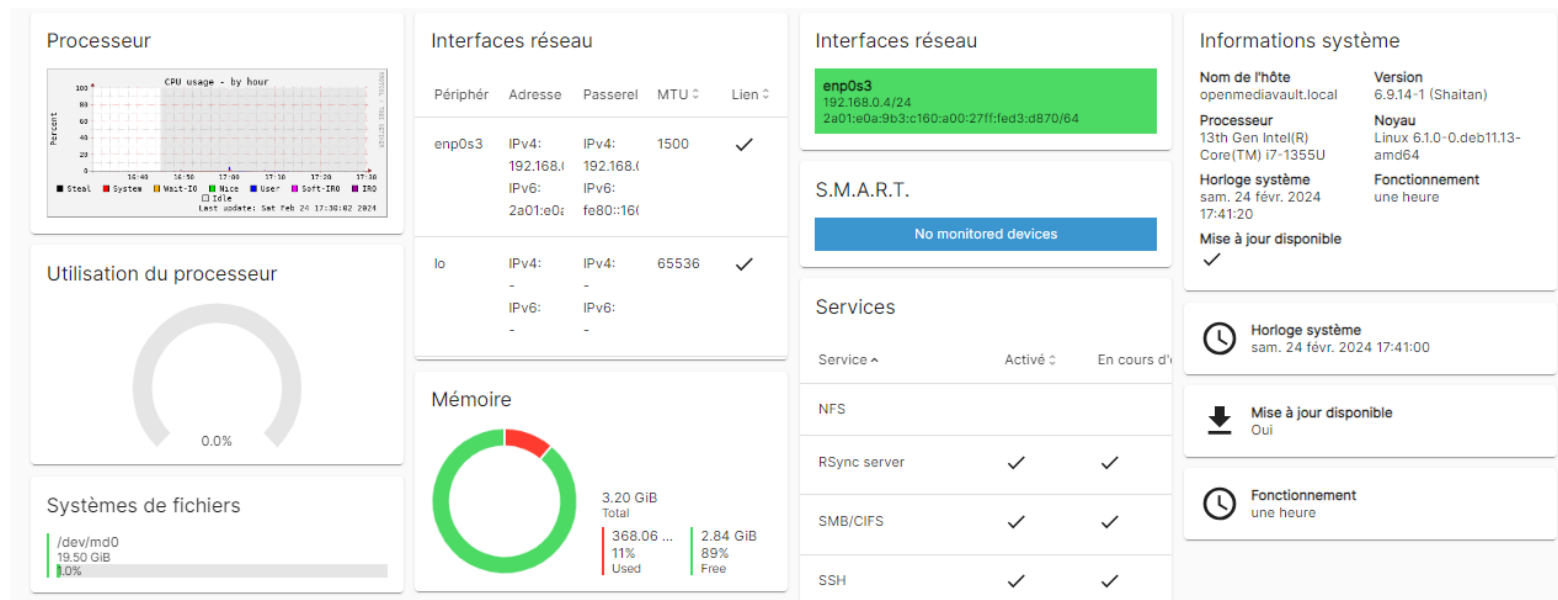 Processeur
CPU usage - by hour
Percent
100
80
60
40
20
0
16:40 16:50 17:00 17:10 17:20 17:30
Steal System Wait-IO Nice User Soft-IRQ IRQ
Idle
Last update: Sat Feb 24 17:30:02 2024
RRDTOOL / TOBI OETIKER
Utilisation du processeur
0.0%
Systèmes de fichiers
/dev/md0
19.50 GiB
1.0%
Interfaces réseau
Périphér Adresse Passerel MTU Lien
enp0s3 IPv4: IPv4: 1500
192.168.( 192.168.(
IPv6: IPv6:
2a01:e0a fe80::16(
lo IPv4: IPv4: 65536
- -
IPv6: IPv6:
- -
Mémoire
3.20 GiB
Total
368.06 ... 2.84 GiB
11% 89%
Used Free
Interfaces réseau
enp0s3
192.168.0.4/24
2a01:e0a:9b3:c160:a00:27ff:fed3:d870/64
S.M.A.R.T.
No monitored devices
Services
Service Activé En cours d'
NFS
RSync server
SMB/CIFS
SSH
Informations système
Nom de l'hôte Version
openmediavault.local 6.9.14-1 (Shaitan)
Processeur Noyau
13th Gen Intel(R) Linux 6.1.0-0.deb11.13-
Core(TM) i7-1355U amd64
Horloge système Fonctionnement
sam. 24 févr. 2024 une heure
17:41:20
Mise à jour disponible
Horloge système
sam. 24 févr. 2024 17:41:00
Mise à jour disponible
Oui
Fonctionnement
une heure